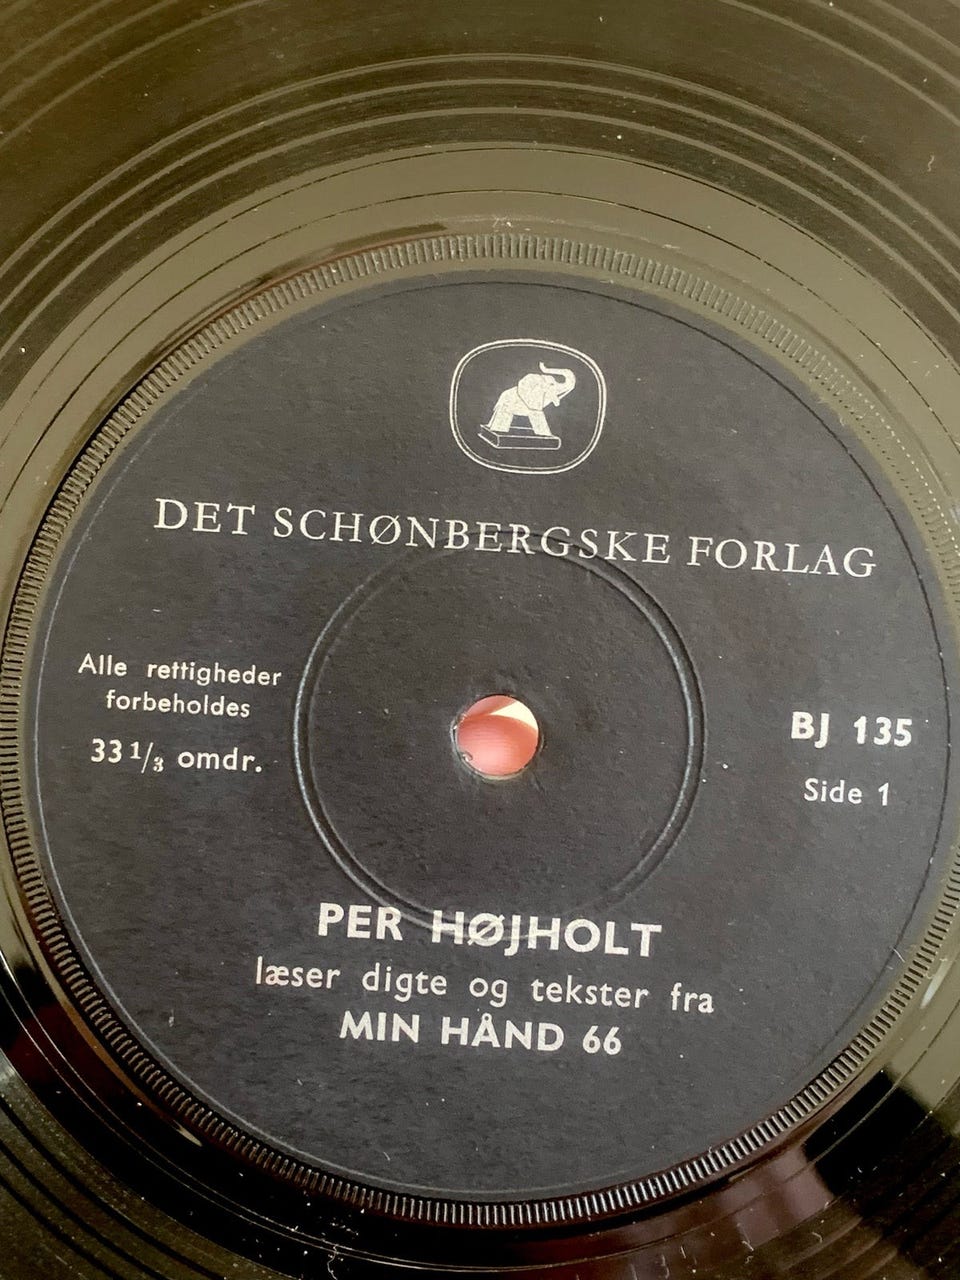 DET SCHØNBERGSKE FORLAG
Alle rettigheder
forbeholdes
33 1/3 omdr.
BJ 135
Side 1
PER HØJHOLT
læser digte og tekster fra
MIN HÅND 66